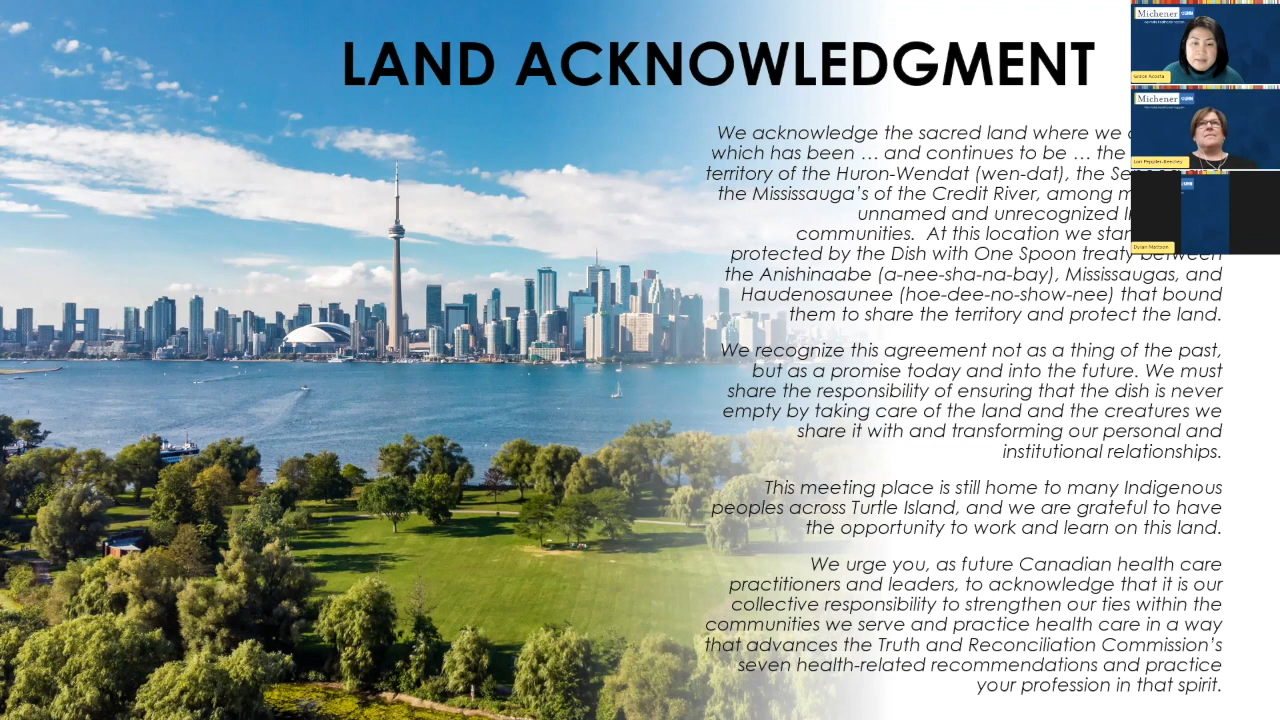 LAND ACKNOWLEDGMENT
We acknowledge the sacred land where we
which has been … and continues to be … the
territory of the Huron-Wendat (wen-dat), the
the Mississauga's of the Credit River, among
unnamed and unrecognized
communities. At this location we
protected by the Dish with One Spoon treaty between
the Anishinaabe (a-nee-sha-na-bay), Mississaugas, and
Haudenosaunee (hoe-dee-no-show-nee) that bound
them to share the territory and protect the land.
We recognize this agreement not as a thing of the past,
but as a promise today and into the future. We must
share the responsibility of ensuring that the dish is never
empty by taking care of the land and the creatures we
share it with and transforming our personal and
institutional relationships.
This meeting place is still home to many Indigenous
peoples across Turtle Island, and we are grateful to have
the opportunity to work and learn on this land.
We urge you, as future Canadian health care
practitioners and leaders, to acknowledge that it is our
collective responsibility to strengthen our ties within the
communities we serve and practice health care in a way
that advances the Truth and Reconciliation Commission's
seven health-related recommendations and practice
your profession in that spirit.
Michener
Grace Acosta
Michener
Lori Peppler-Beechey
Dylan Mattson